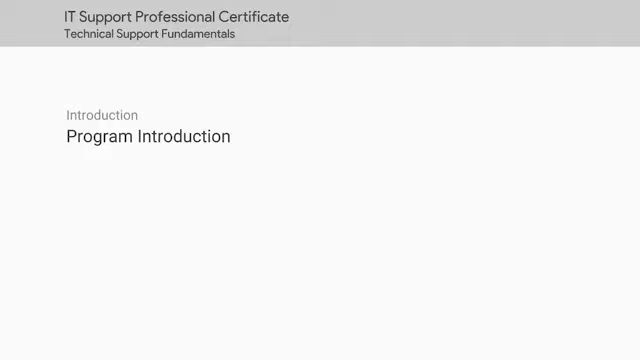 IT Support Professional Certificate
Technical Support Fundamentals
Introduction
Program Introduction